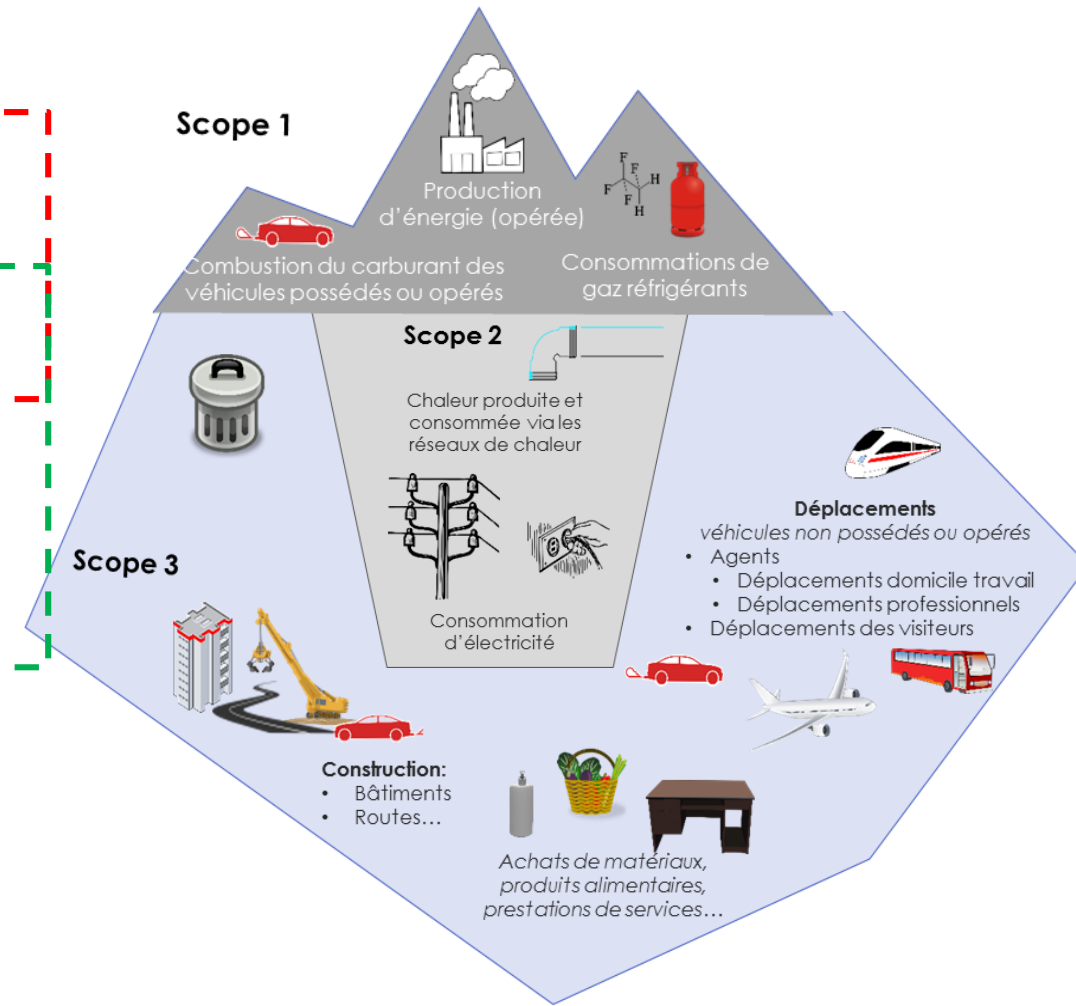 Scope 1
Production
d'énergie (opérée)
F
F
F
F
H
H
Combustion du carburant des
véhicules possédés ou opérés
Consommations de
gaz réfrigérants
Scope 2
Chaleur produite et
consommée via les
réseaux de chaleur
Consommation
d'électricité
Scope 3
Déplacements
véhicules non possédés ou opérés
• Agents
• Déplacements domicile travail
• Déplacements professionnels
• Déplacements des visiteurs
Construction:
• Bâtiments
• Routes…
Achats de matériaux,
produits alimentaires,
prestations de services…